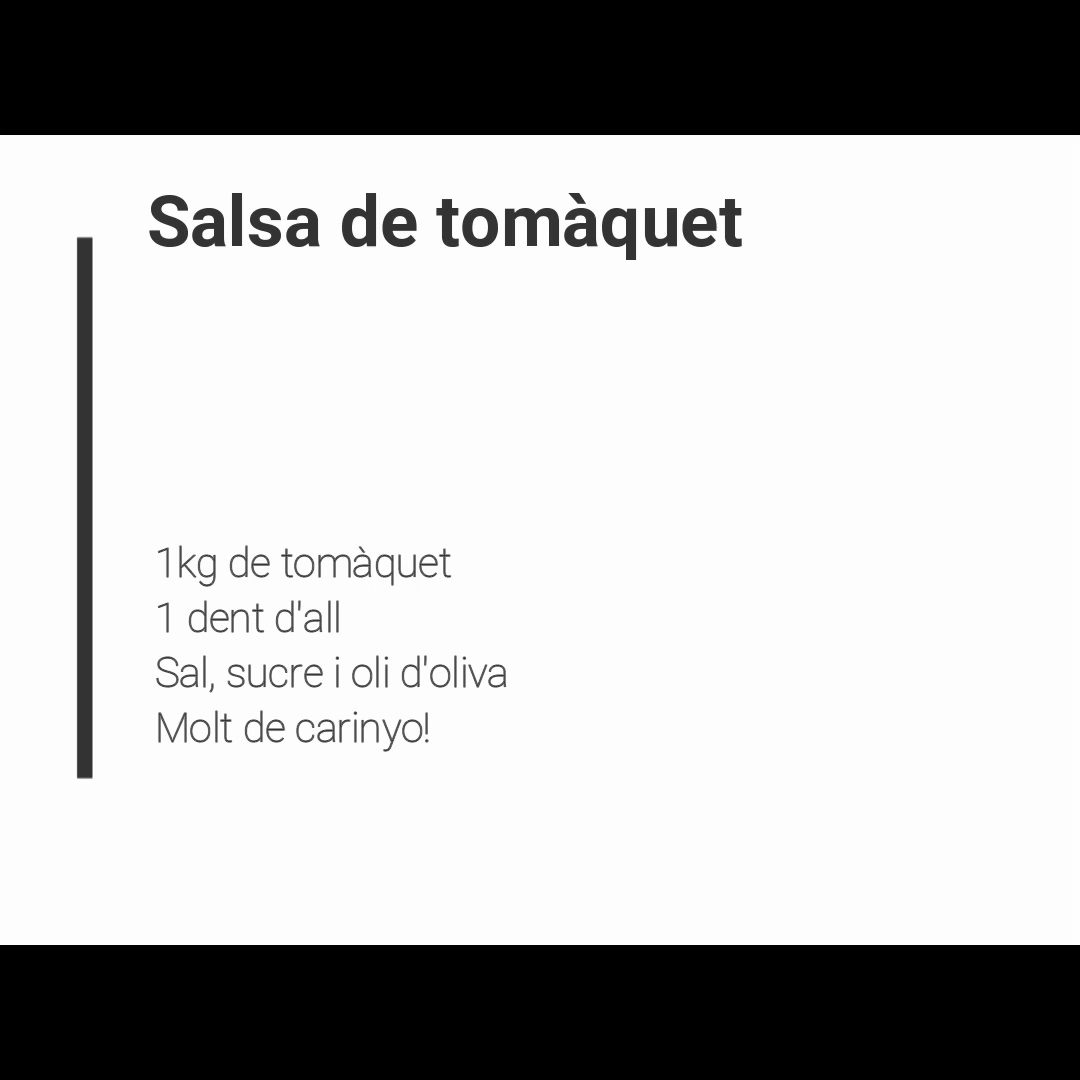 Salsa de tomàquet
1kg de tomàquet
1 dent d'all
Sal, sucre i oli d'oliva
Molt de carinyo!